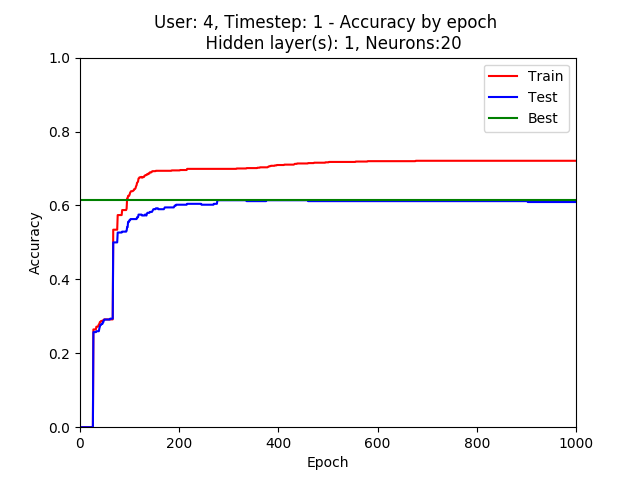 User: 4, Timestep: 1 - Accuracy by epoch
Hidden layer(s): 1, Neurons:20
1.0
0.8
0.6
0.4
0.2
0.0
Accuracy
Train
Test
Best
0 200 400 600 800 1000
Epoch